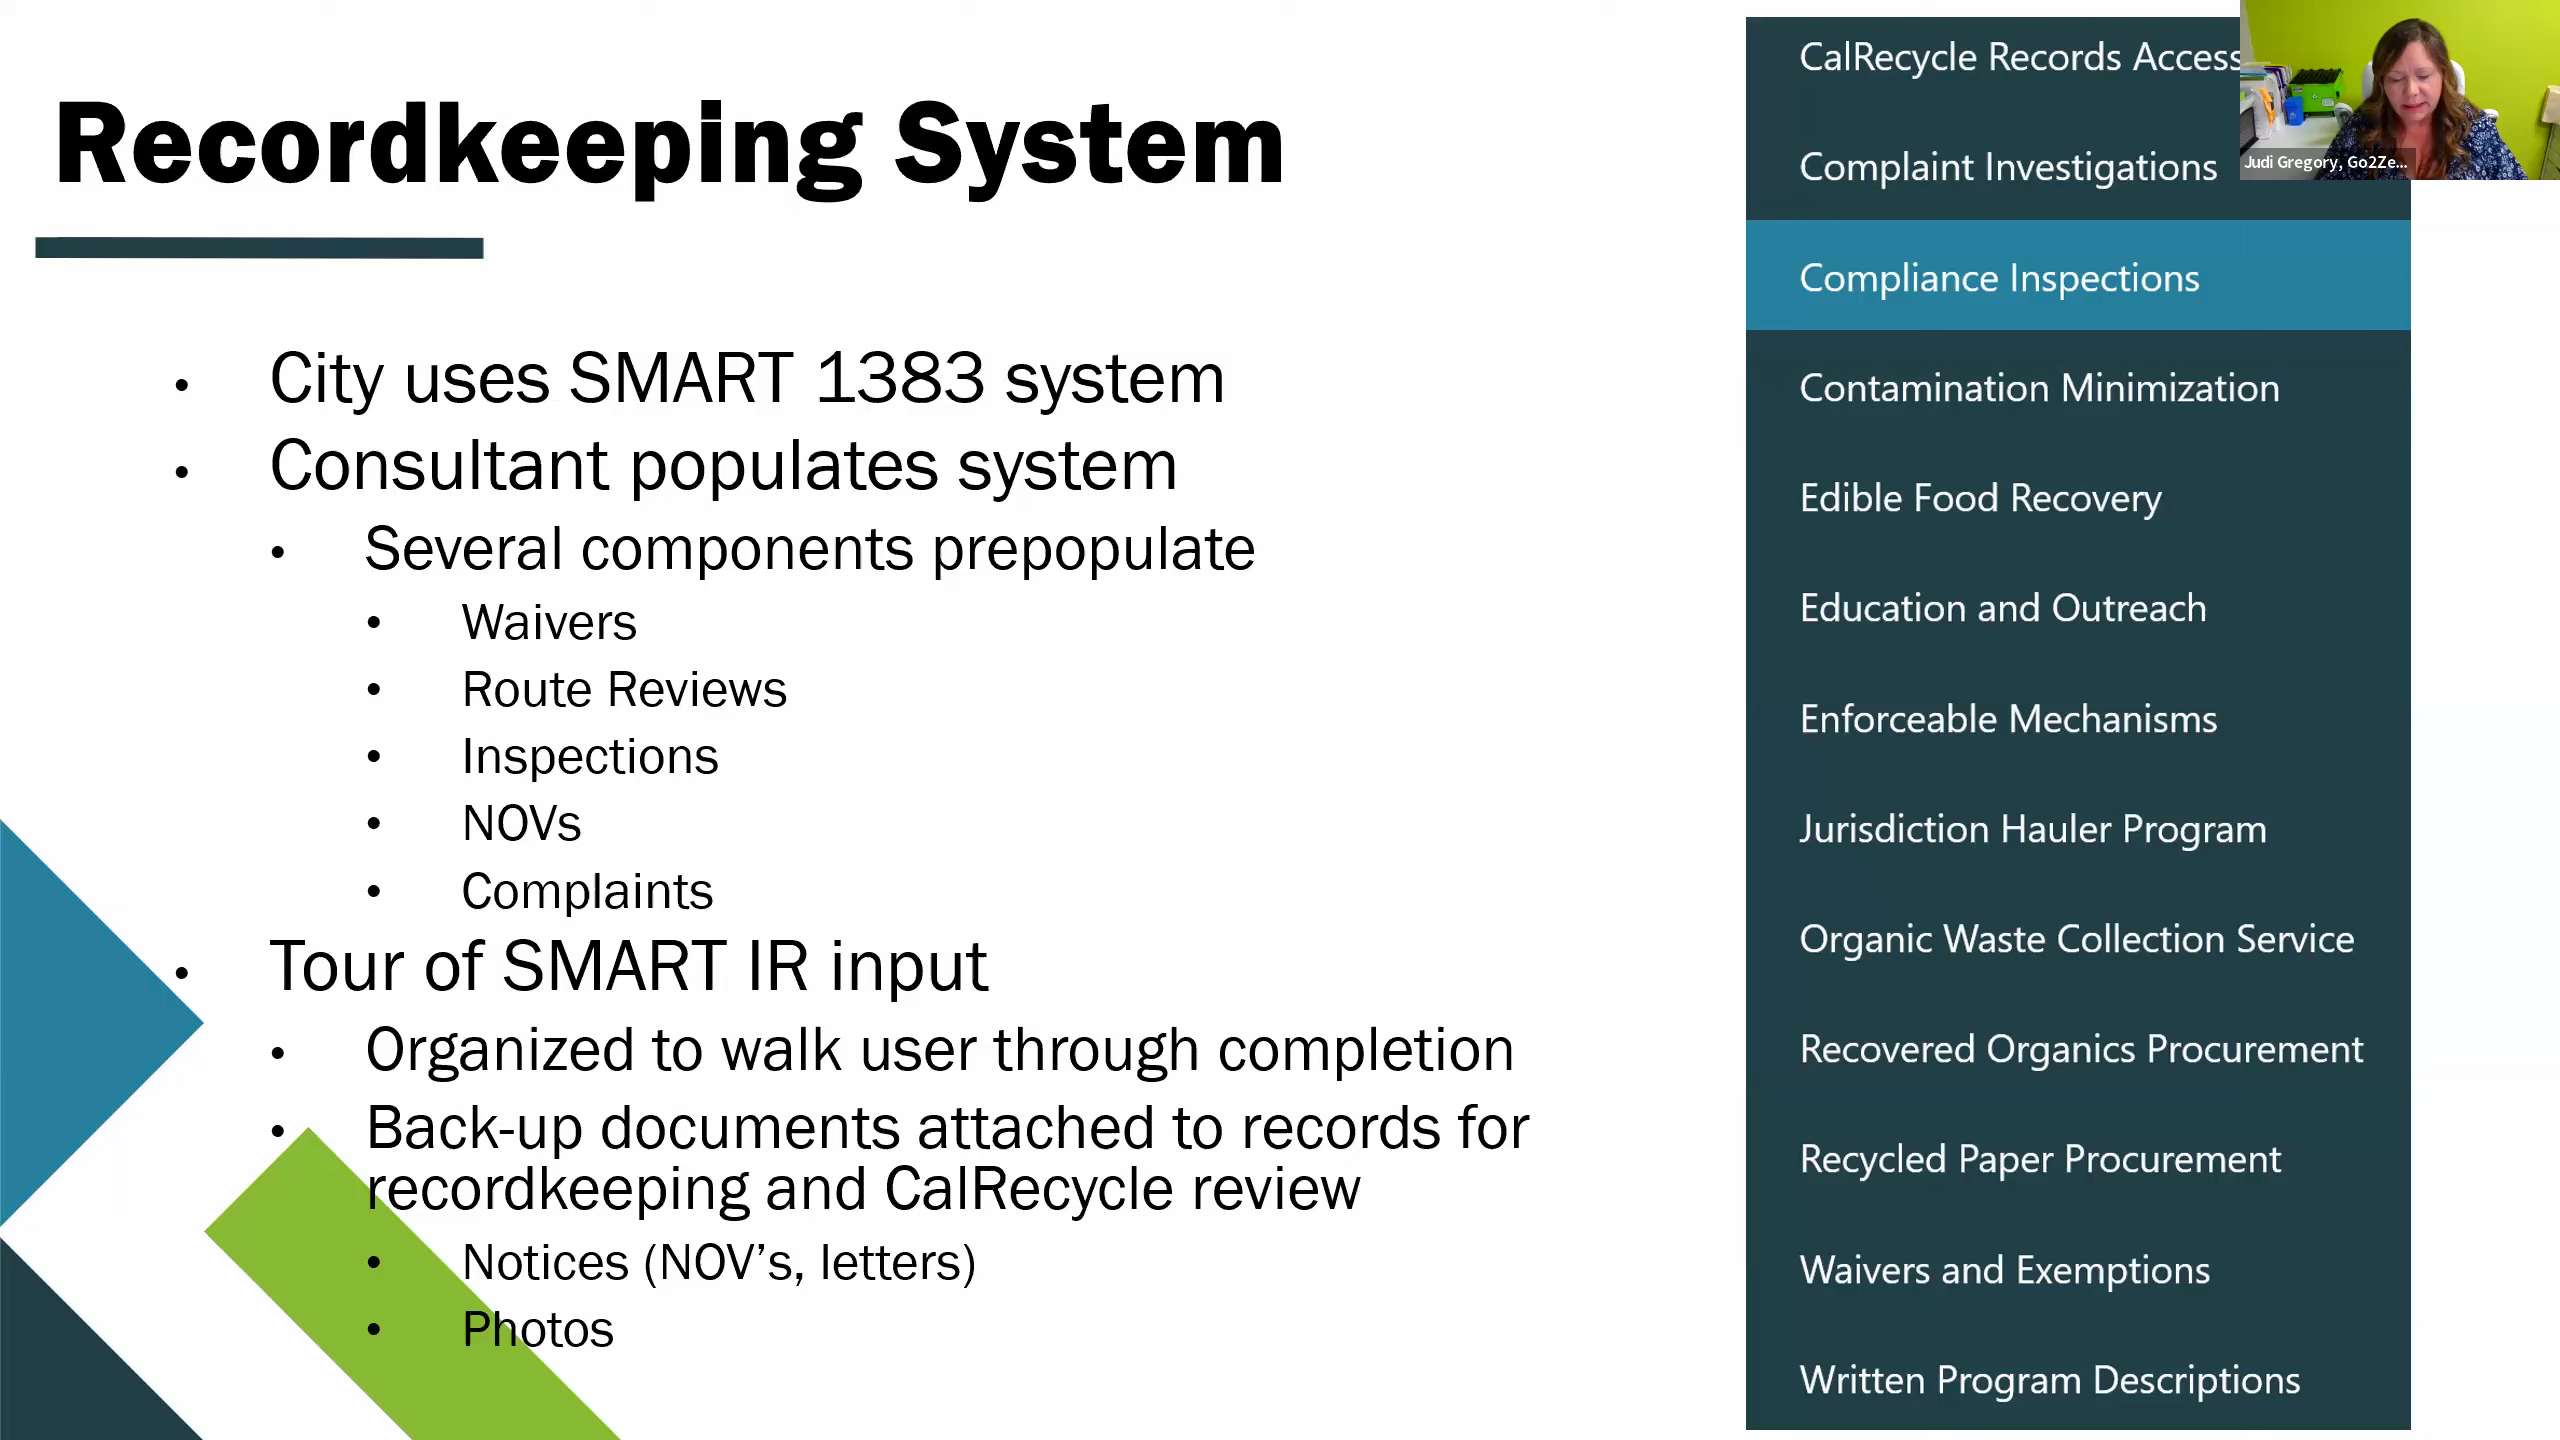 Recordkeeping System
• City uses SMART 1383 system
• Consultant populates system
• Several components prepopulate
• Waivers
• Route Reviews
• Inspections
• NOVs
• Complaints
• Tour of SMART IR input
• Organized to walk user through completion
• Back-up documents attached to records for
recordkeeping and CalRecycle review
• Notices (NOV’s, letters)
• Photos
CalRecycle Records Access
Complaint Investigations
Compliance Inspections
Contamination Minimization
Edible Food Recovery
Education and Outreach
Enforceable Mechanisms
Jurisdiction Hauler Program
Organic Waste Collection Service
Recovered Organics Procurement
Recycled Paper Procurement
Waivers and Exemptions
Written Program Descriptions
Judi Gregory, Go2Ze...